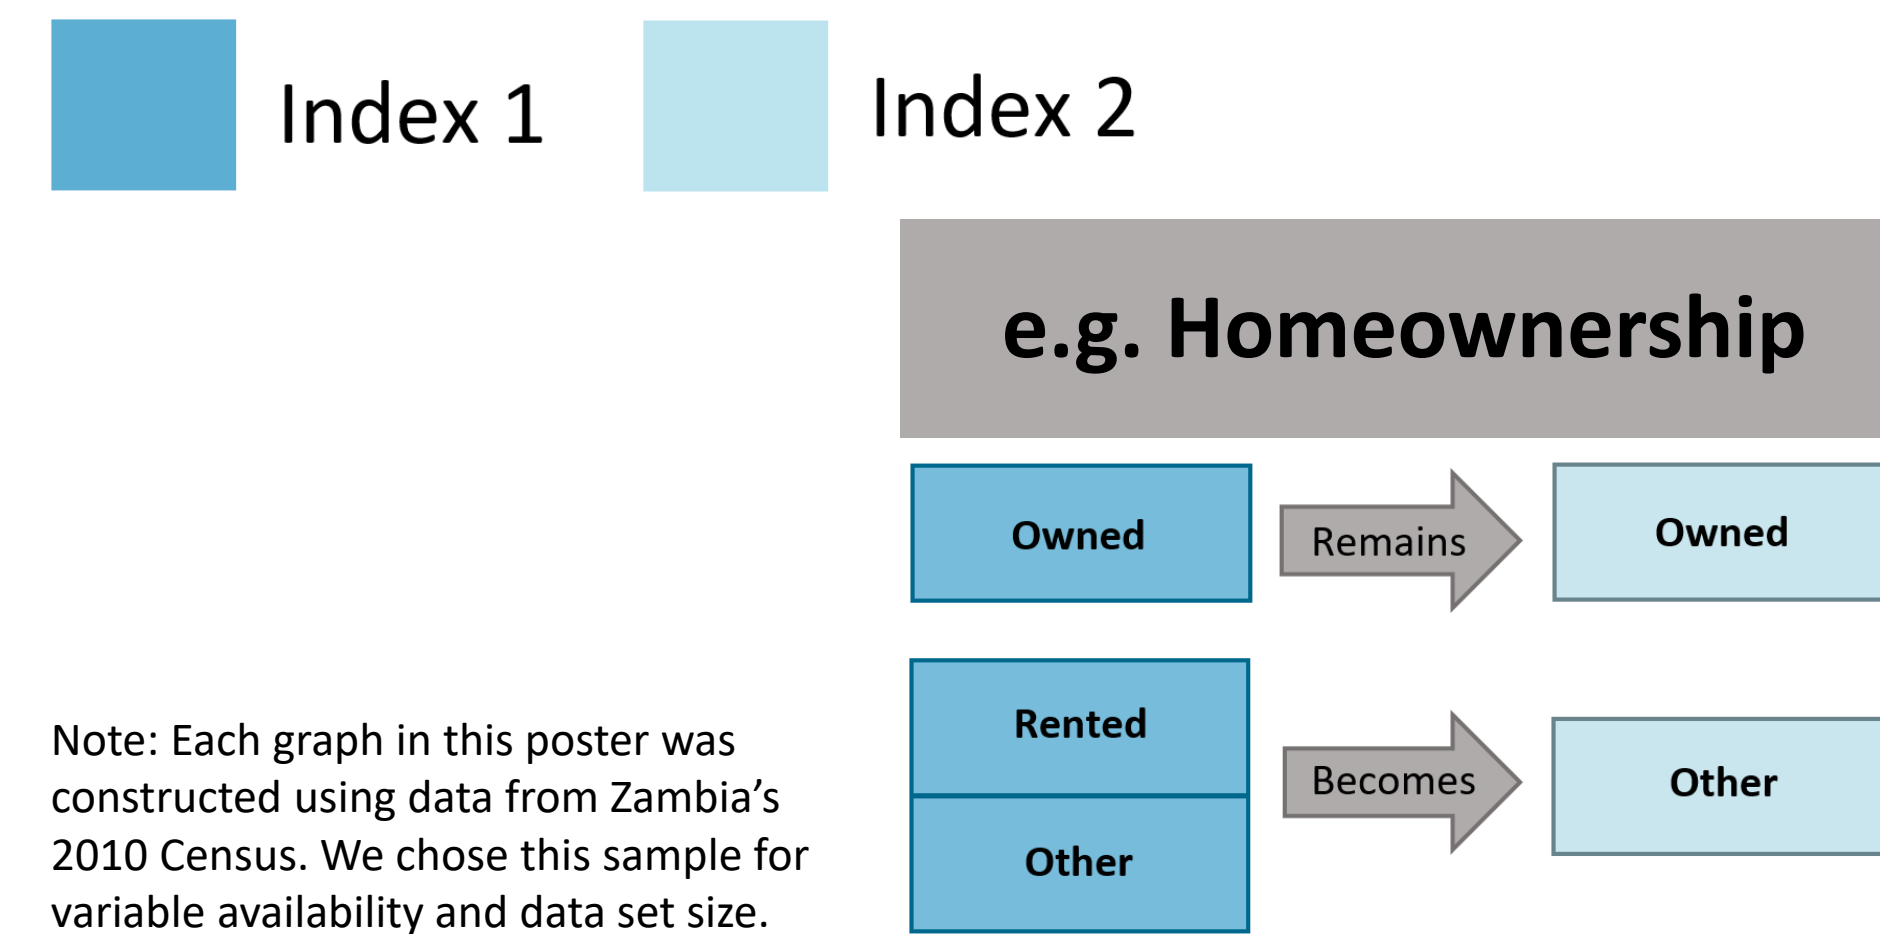 Index 1
Index 2
e.g. Homeownership
Owned
Remains
Owned
Rented
Other
Becomes
Other
Note: Each graph in this poster was
constructed using data from Zambia’s
2010 Census. We chose this sample for
variable availability and data set size.